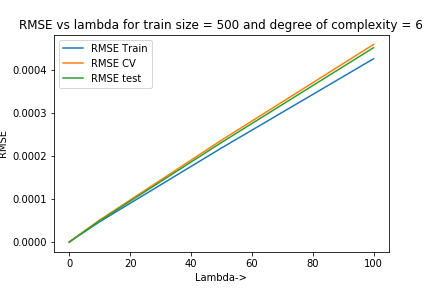 RMSE vs lambda for train size = 500 and degree of complexity = 6
RMSE Train
RMSE CV
RMSE test
0.0004
0.0003
0.0002
0.0001
0.0000
RMSE
0 20 40 60 80 100
Lambda->